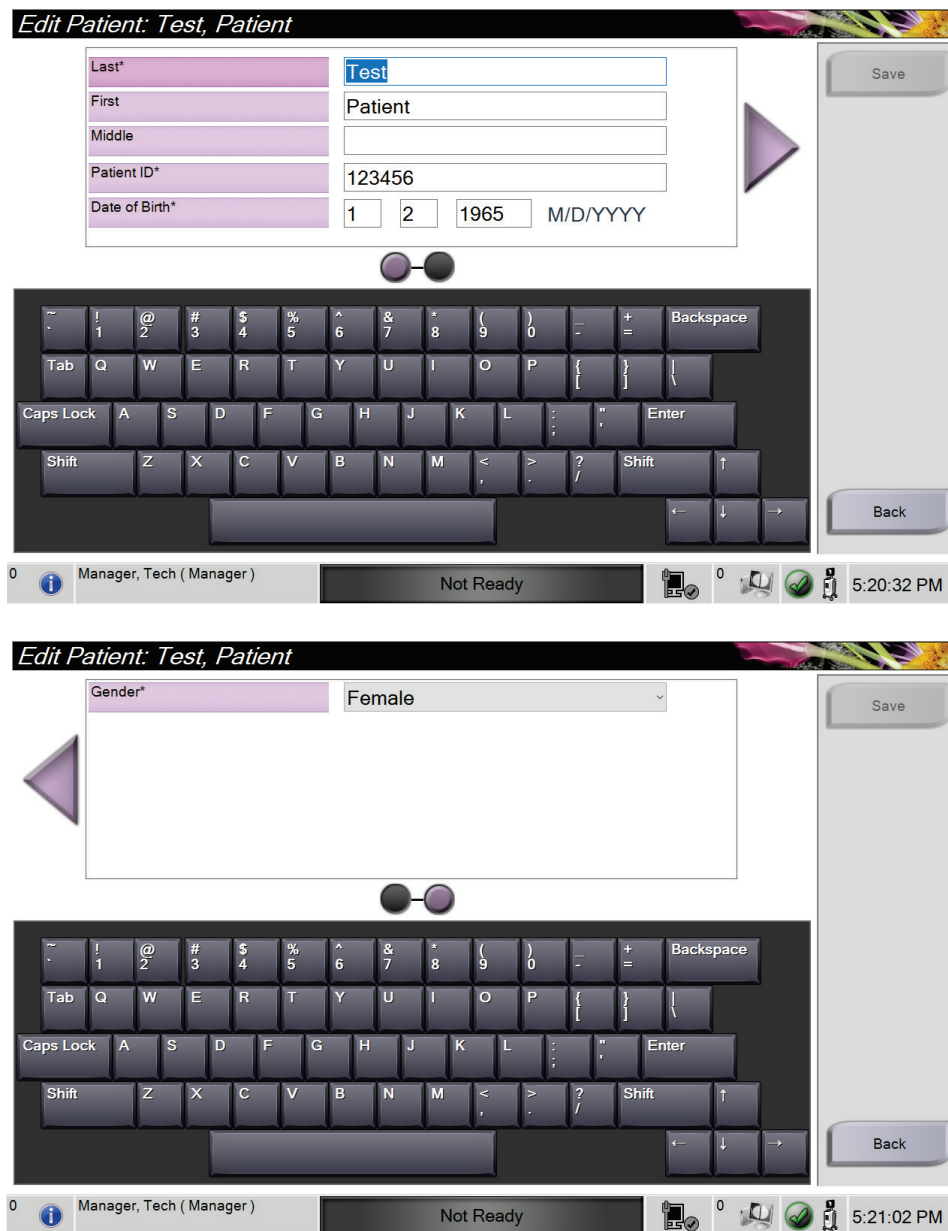 Edit Patient: Test, Patient
Last* Test
First Patient
Middle
Patient ID* 123456
Date of Birth* 1 2 1965 M/D/YYYY
Save
~ ! @ # $ % ^ & * ( ) _ + Backspace
` 1 2 3 4 5 6 7 8 9 0 - =
Tab Q W E R T Y U I O P { } |
[ ] \
Caps Lock A S D F G H J K L : " Enter
; '
Shift Z X C V B N M < > ? Shift ↑
, . /
← ↓ →
Back
0 Manager, Tech ( Manager ) Not Ready 0 5:20:32 PM
Edit Patient: Test, Patient
Gender* Female
Save
~ ! @ # $ % ^ & * ( ) _ + Backspace
` 1 2 3 4 5 6 7 8 9 0 - =
Tab Q W E R T Y U I O P { } |
[ ] \
Caps Lock A S D F G H J K L : " Enter
; '
Shift Z X C V B N M < > ? Shift ↑
, . /
← ↓ →
Back
0 Manager, Tech ( Manager ) Not Ready 0 5:21:02 PM